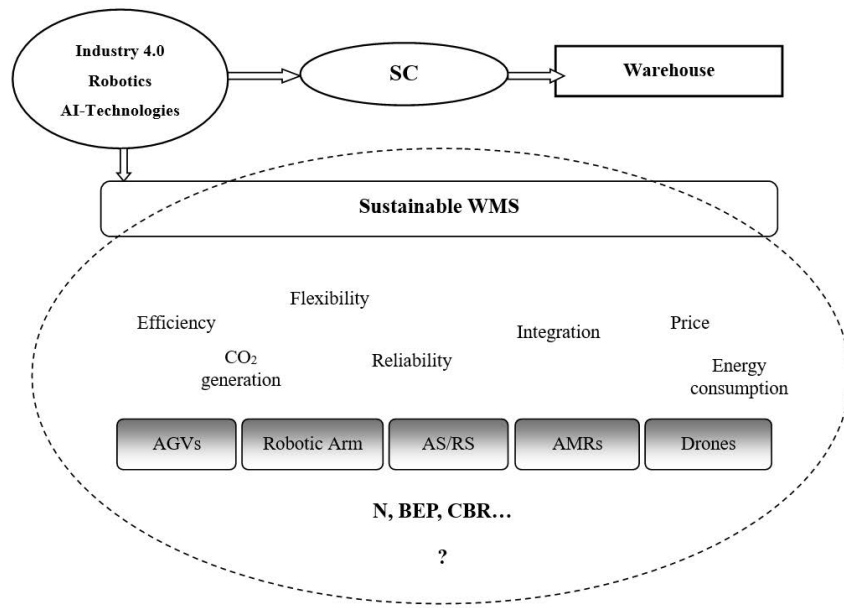 Industry 4.0
Robotics
AI-Technologies
SC
Warehouse
Sustainable WMS
Flexibility
Efficiency
Integration
Price
CO₂
generation
Reliability
Energy
consumption
AGVs
Robotic Arm
AS/RS
AMRs
Drones
N, BEP, CBR…
?